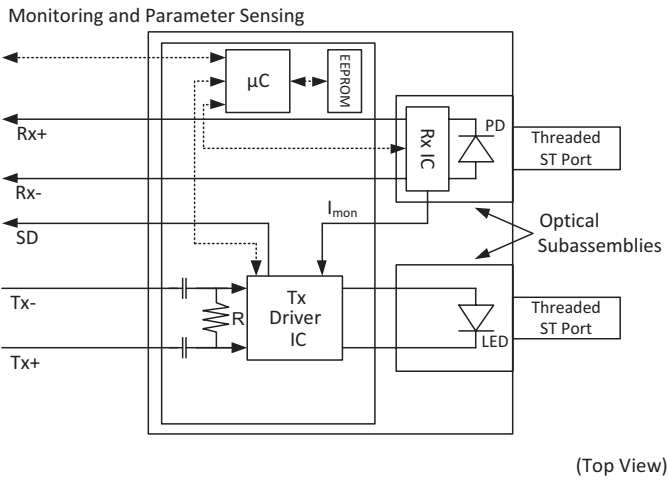 Monitoring and Parameter Sensing
µC
EEPROM
Rx+
Rx IC
PD
Threaded
ST Port
Rx-
Imon
SD
Optical
Subassemblies
Tx-
Tx
Driver
IC
R
LED
Threaded
ST Port
Tx+
(Top View)